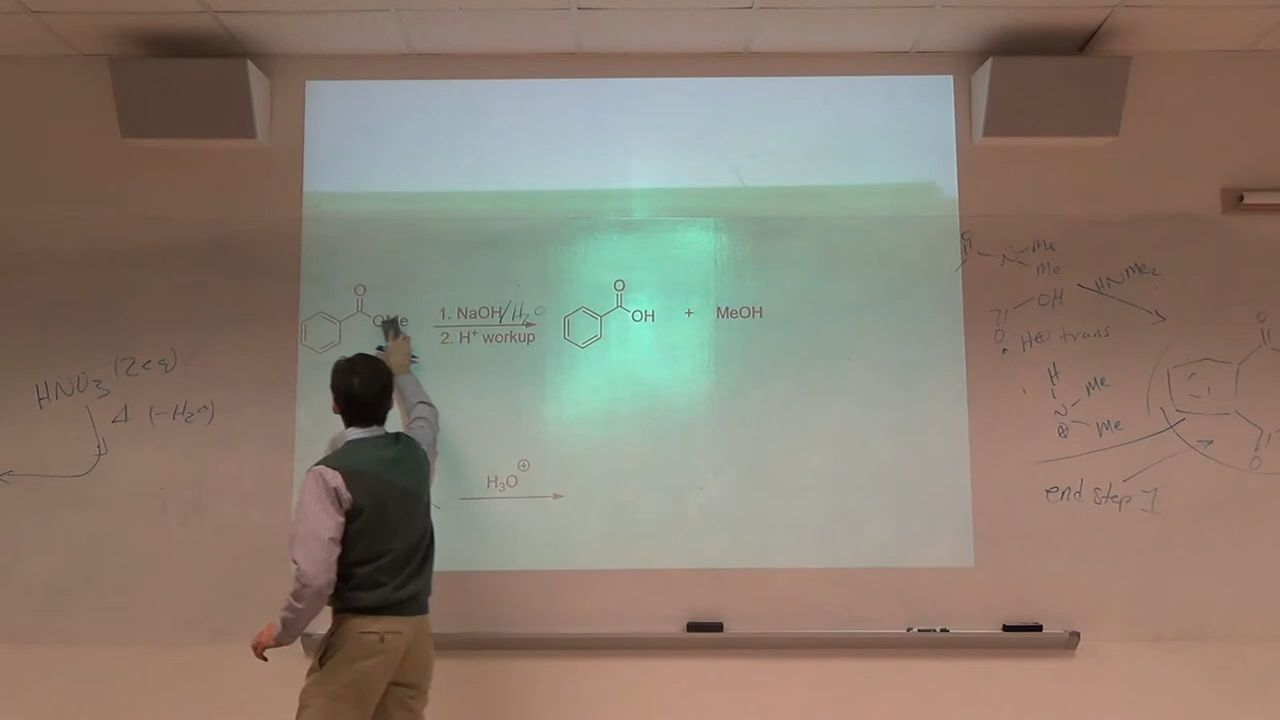 HNO3 (2eq)
Δ (-H2O)
O
OMe
1. NaOH/H2O
2. H+ workup
O
OH
+ MeOH
H3O⊕
O
N Me
Me
OH
O
HNMe2
trans
H
N Me
⊕ Me
O
O
end step 1